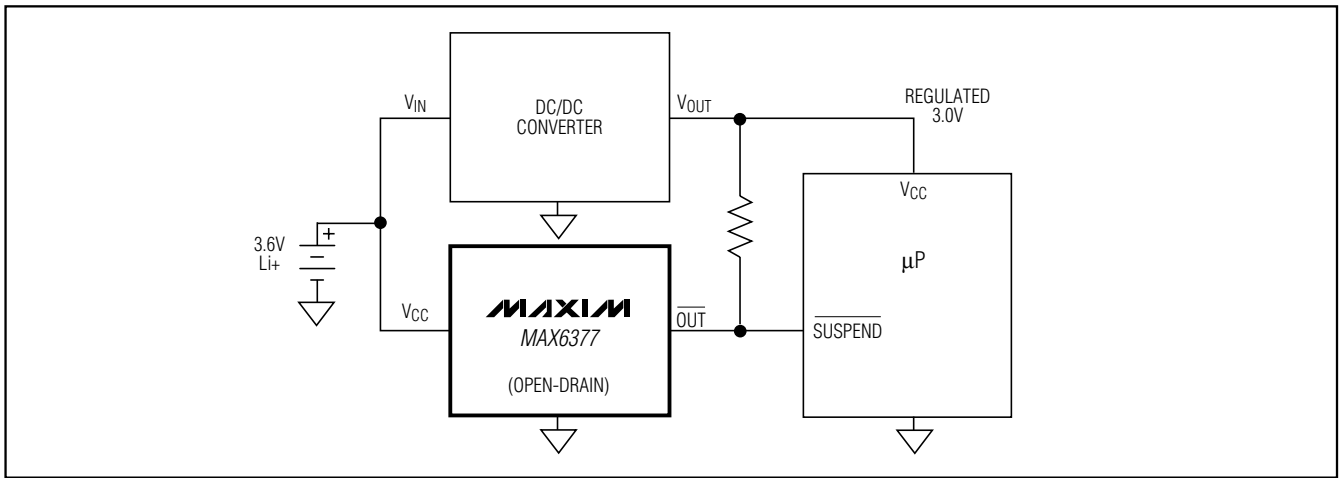 VIN
DC/DC
CONVERTER
VOUT
REGULATED
3.0V
VCC
μP
3.6V
Li+
+
VCC
MAXIM
MAX6377
(OPEN-DRAIN)
OUT
SUSPEND